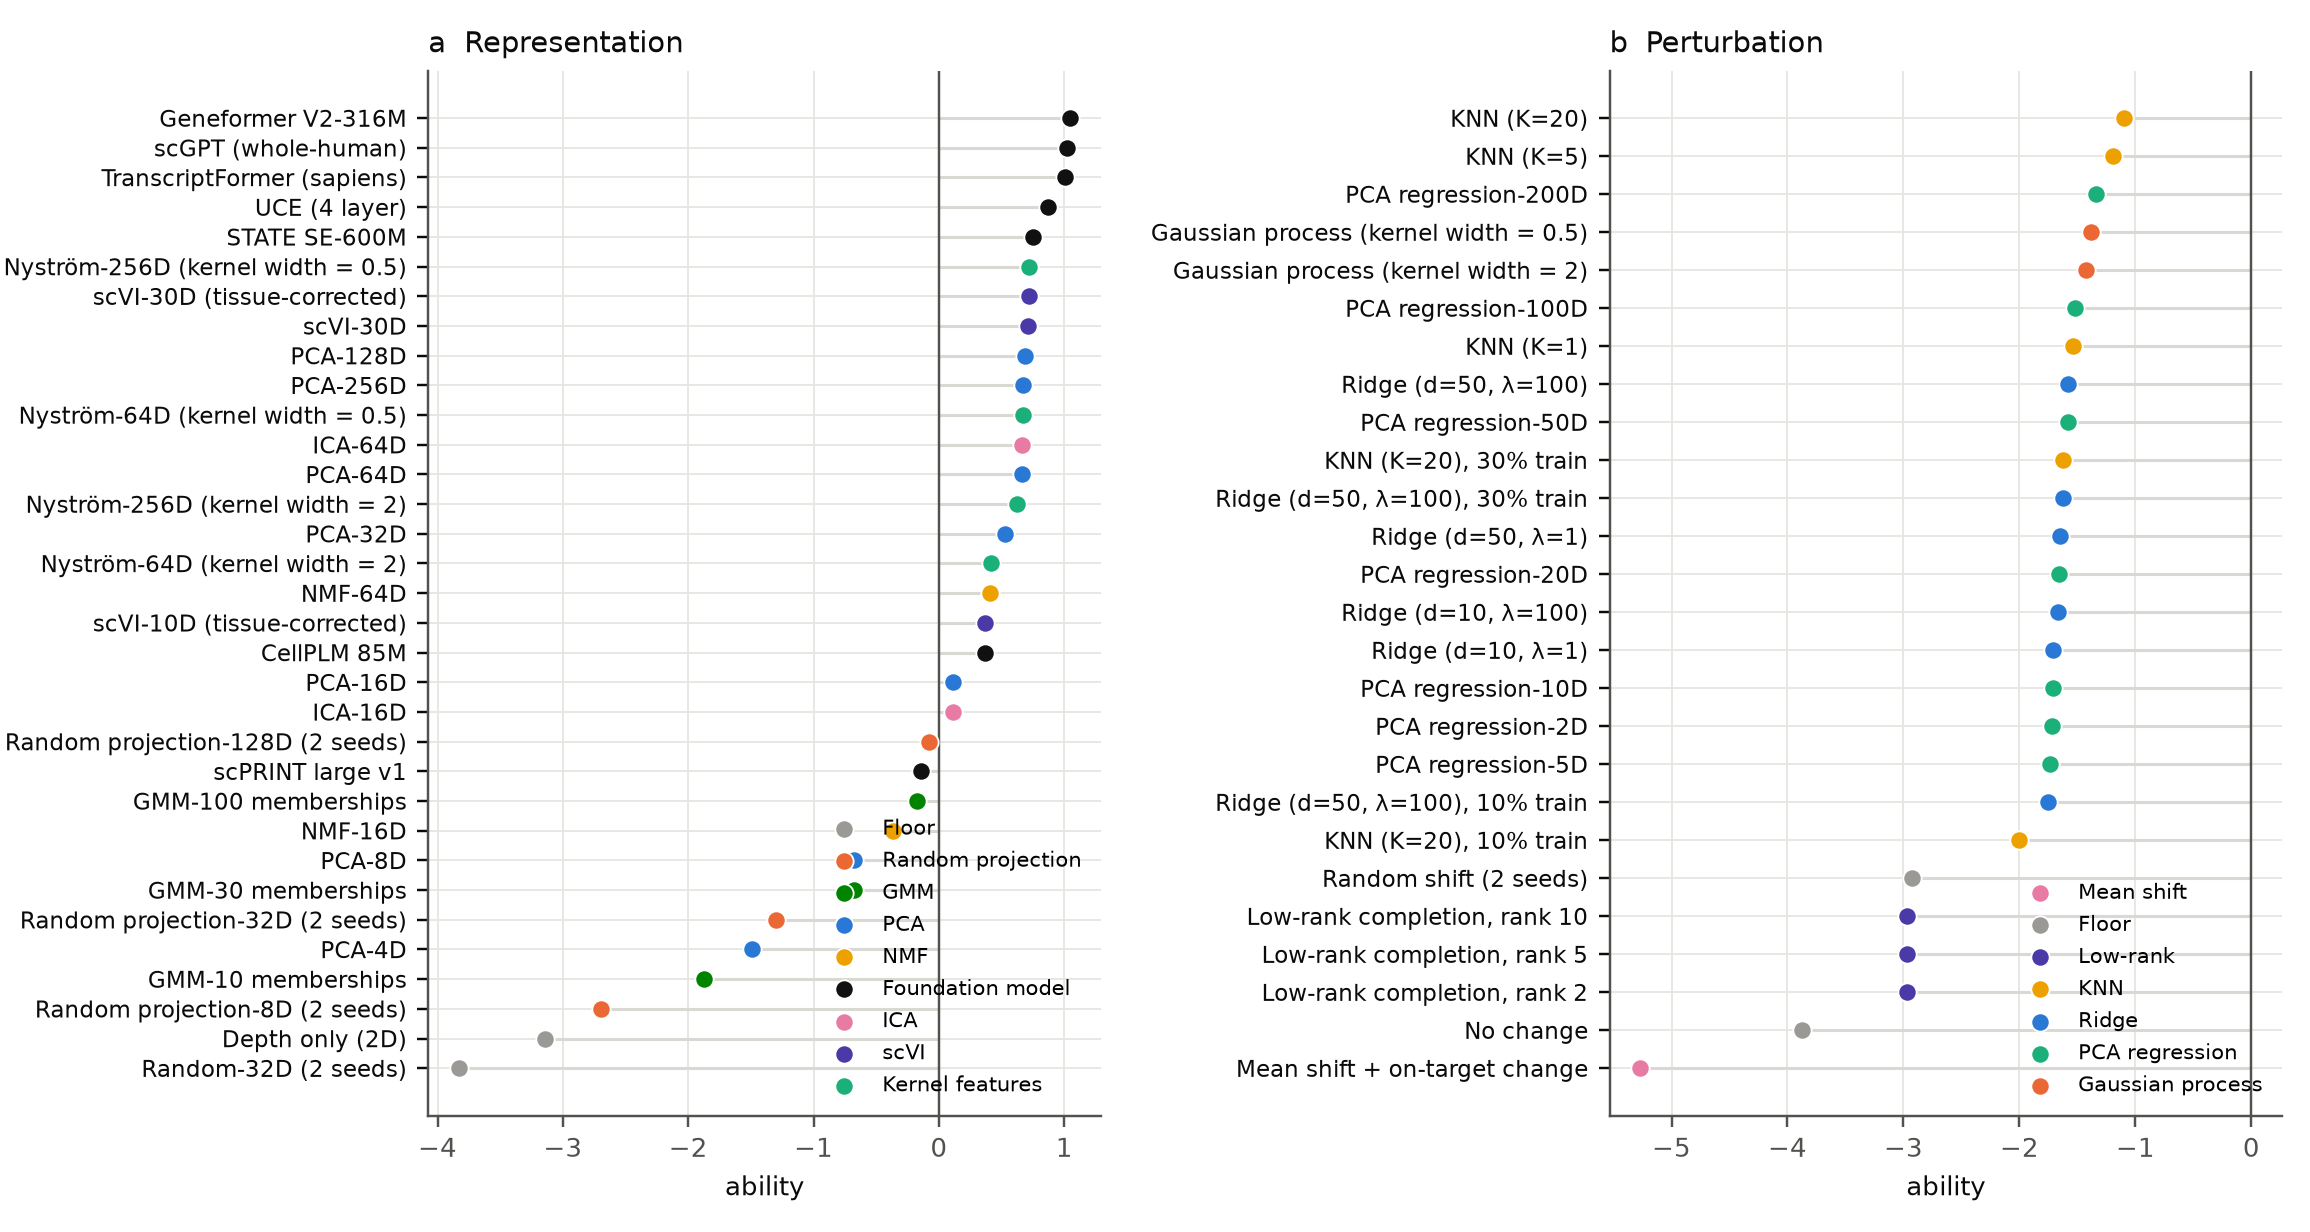 a Representation
Geneformer V2-316M
scGPT (whole-human)
TranscriptFormer (sapiens)
UCE (4 layer)
STATE SE-600M
Nyström-256D (kernel width = 0.5)
scVI-30D (tissue-corrected)
scVI-30D
PCA-128D
PCA-256D
Nyström-64D (kernel width = 0.5)
ICA-64D
PCA-64D
Nyström-256D (kernel width = 2)
PCA-32D
Nyström-64D (kernel width = 2)
NMF-64D
scVI-10D (tissue-corrected)
CellPLM 85M
PCA-16D
ICA-16D
Random projection-128D (2 seeds)
scPRINT large v1
GMM-100 memberships
NMF-16D
PCA-8D
GMM-30 memberships
Random projection-32D (2 seeds)
PCA-4D
GMM-10 memberships
Random projection-8D (2 seeds)
Depth only (2D)
Random-32D (2 seeds)
Floor
Random projection
GMM
PCA
NMF
Foundation model
ICA
scVI
Kernel features
−4 −3 −2 −1 0 1
ability
b Perturbation
KNN (K=20)
KNN (K=5)
PCA regression-200D
Gaussian process (kernel width = 0.5)
Gaussian process (kernel width = 2)
PCA regression-100D
KNN (K=1)
Ridge (d=50, λ=100)
PCA regression-50D
KNN (K=20), 30% train
Ridge (d=50, λ=100), 30% train
Ridge (d=50, λ=1)
PCA regression-20D
Ridge (d=10, λ=100)
Ridge (d=10, λ=1)
PCA regression-10D
PCA regression-2D
PCA regression-5D
Ridge (d=50, λ=100), 10% train
KNN (K=20), 10% train
Random shift (2 seeds)
Low-rank completion, rank 10
Low-rank completion, rank 5
Low-rank completion, rank 2
No change
Mean shift + on-target change
Mean shift
Floor
Low-rank
KNN
Ridge
PCA regression
Gaussian process
−5 −4 −3 −2 −1 0
ability